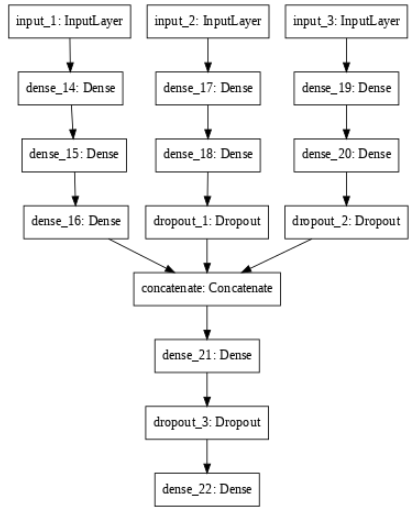 input_1: InputLayer
input_2: InputLayer
input_3: InputLayer
dense_14: Dense
dense_17: Dense
dense_19: Dense
dense_15: Dense
dense_18: Dense
dense_20: Dense
dense_16: Dense
dropout_1: Dropout
dropout_2: Dropout
concatenate: Concatenate
dense_21: Dense
dropout_3: Dropout
dense_22: Dense